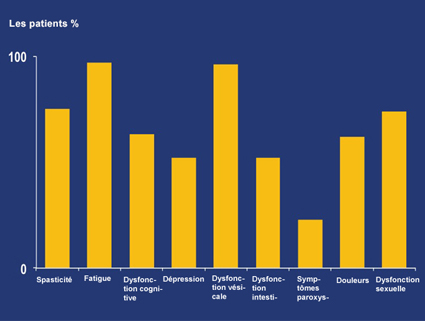 Les patients %
100
0
Spasticité
Fatigue
Dysfonc-
tion cogni-
tive
Dépression
Dysfonc-
tion vési-
cale
Dysfonc-
tion
intesti-
Symp-
tômes
paroxys-
Douleurs
Dysfonction
sexuelle